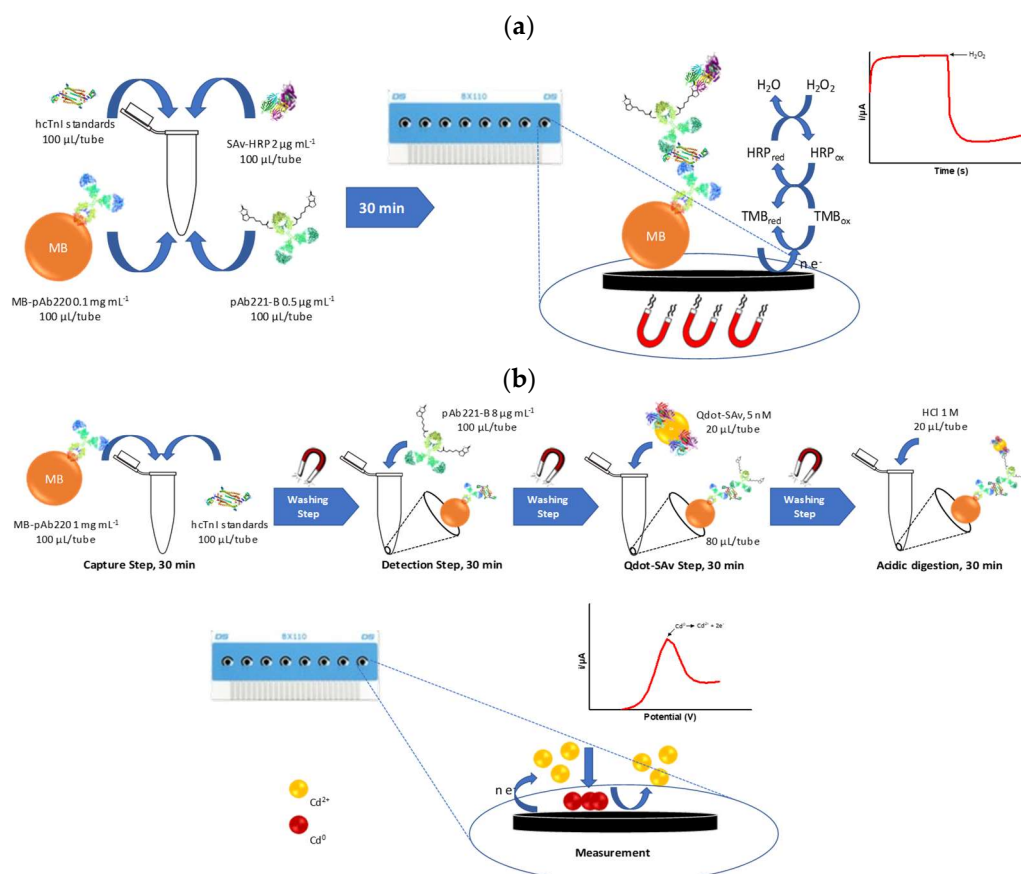 (a)
hcTnI standards
100 µL/tube
SAv-HRP 2 µg mL⁻¹
100 µL/tube
MB
MB-pAb220 0.1 mg mL⁻¹
100 µL/tube
pAb221-B 0.5 µg mL⁻¹
100 µL/tube
30 min
DS
BX110
DS
MB
H₂O
H₂O₂
HRPred
HRPox
TMBred
TMBox
n e⁻
i/µA
H₂O₂
Time (s)
(b)
MB
MB-pAb220 1 mg mL⁻¹
100 µL/tube
hcTnI standards
100 µL/tube
Capture Step, 30 min
Washing
Step
pAb221-B 8 µg mL⁻¹
100 µL/tube
Detection Step, 30 min
Washing
Step
Qdot-SAv, 5 nM
20 µL/tube
80 µL/tube
Qdot-SAv Step, 30 min
Washing
Step
HCl 1 M
20 µL/tube
Acidic digestion, 30 min
DS
BX110
DS
i/µA
Cd⁰ → Cd²⁺ + 2e⁻
Potential (V)
Cd²⁺
Cd⁰
n e⁻
Measurement